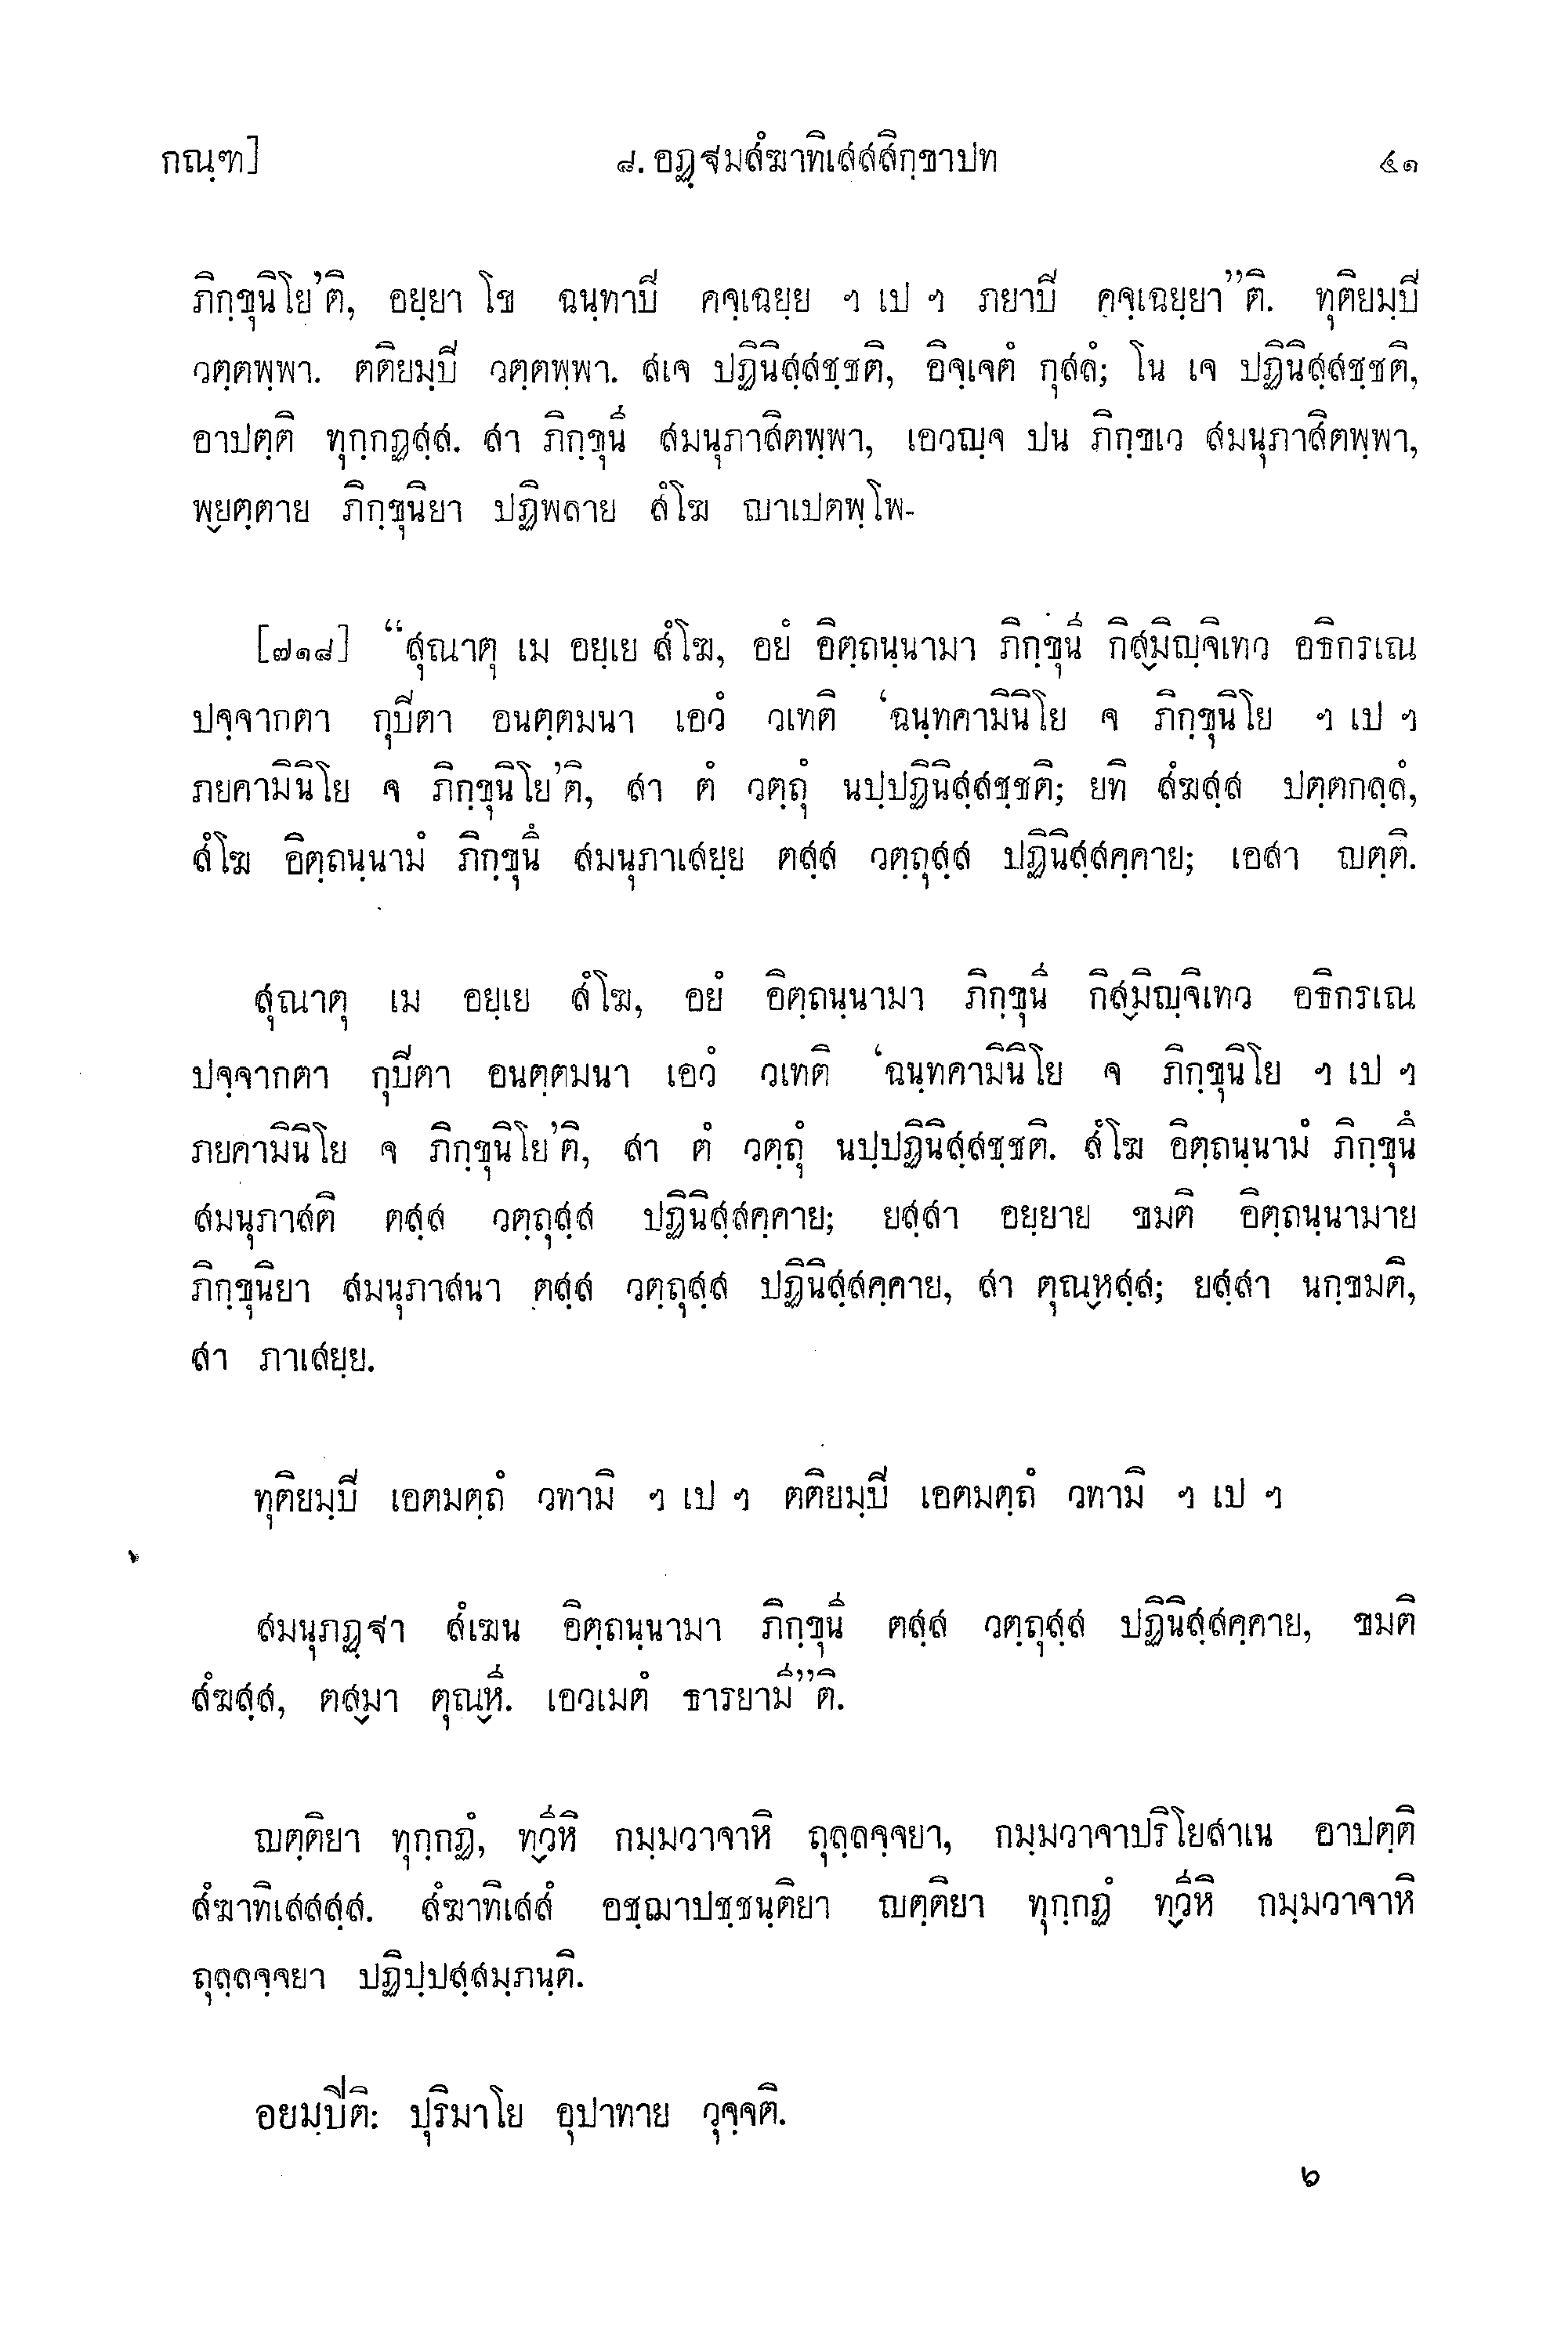 กณฺฑ] ๘. อฏฺฐมสํฆาทิเสสสิกฺขาปท ๔๑
ภิกฺขุนิโย’ติ, อยฺยา โข ฉนฺทาปิ คจฺเฉยฺย ฯ เป ฯ ภยาปิ คจฺเฉยฺยา”ติ. ทุติยมฺปิ
วตฺตพฺพา. ตติยมฺปิ วตฺตพฺพา. สเจ ปฏินิสฺสชฺชติ, อิจฺเจตํ กุสลํ; โน เจ ปฏินิสฺสชฺชติ,
อาปตฺติ ทุกฺกฏสฺส. สา ภิกฺขุนี สมนุภาสิตพฺพา, เอวญฺจ ปน ภิกฺขเว สมนุภาสิตพฺพา,
พฺยตฺตาย ภิกฺขุนิยา ปฏิพลาย สํโฆ ญาเปตพฺโพ-
[๗๑๘] “สุณาตุ เม อยฺเย สํโฆ, อยํ อิตฺถนฺนามา ภิกฺขุนี กิสฺมิญฺจิเทว อธิกรเณ
ปจฺจากตา กุปิตา อนตฺตมนา เอวํ วเทติ ‘ฉนฺทคามินิโย จ ภิกฺขุนิโย ฯ เป ฯ
ภยคามินิโย จ ภิกฺขุนิโย’ติ, สา ตํ วตฺถุํ นปฺปฏินิสฺสชฺชติ; ยทิ สํฆสฺส ปตฺตกลฺลํ,
สํโฆ อิตฺถนฺนามํ ภิกฺขุนึ สมนุภาเสยฺย ตสฺส วตฺถุสฺส ปฏินิสฺสคฺคาย; เอสา ญตฺติ.
สุณาตุ เม อยฺเย สํโฆ, อยํ อิตฺถนฺนามา ภิกฺขุนี กิสฺมิญฺจิเทว อธิกรเณ
ปจฺจากตา กุปิตา อนตฺตมนา เอวํ วเทติ ‘ฉนฺทคามินิโย จ ภิกฺขุนิโย ฯ เป ฯ
ภยคามินิโย จ ภิกฺขุนิโย’ติ, สา ตํ วตฺถุํ นปฺปฏินิสฺสชฺชติ. สํโฆ อิตฺถนฺนามํ ภิกฺขุนึ
สมนุภาสติ ตสฺส วตฺถุสฺส ปฏินิสฺสคฺคาย; ยสฺสา อยฺยาย ขมติ อิตฺถนฺนามาย
ภิกฺขุนิยา สมนุภาสนา ตสฺส วตฺถุสฺส ปฏินิสฺสคฺคาย, สา ตุณฺหสฺส; ยสฺสา นกฺขมติ,
สา ภาเสยฺย.
ทุติยมฺปิ เอตมตฺถํ วทามิ ฯ เป ฯ ตติยมฺปิ เอตมตฺถํ วทามิ ฯ เป ฯ
สมนุภฏฺฐา สํเฆน อิตฺถนฺนามา ภิกฺขุนี ตสฺส วตฺถุสฺส ปฏินิสฺสคฺคาย, ขมติ
สํฆสฺส, ตสฺมา ตุณฺหี. เอวเมตํ ธารยามี”ติ.
ญตฺติยา ทุกฺกฏํ, ทฺวีหิ กมฺมวาจาหิ ถุลฺลจฺจยา, กมฺมวาจาปริโยสาเน อาปตฺติ
สํฆาทิเสสสฺส. สํฆาทิเสสํ อชฺฌาปชฺชนฺติยา ญตฺติยา ทุกฺกฏํ ทฺวีหิ กมฺมวาจาหิ
ถุลฺลจฺจยา ปฏิปฺปสฺสมฺภนฺติ.
อยมฺปีติ: ปุริมาโย อุปาทาย วุจฺจติ.
๖